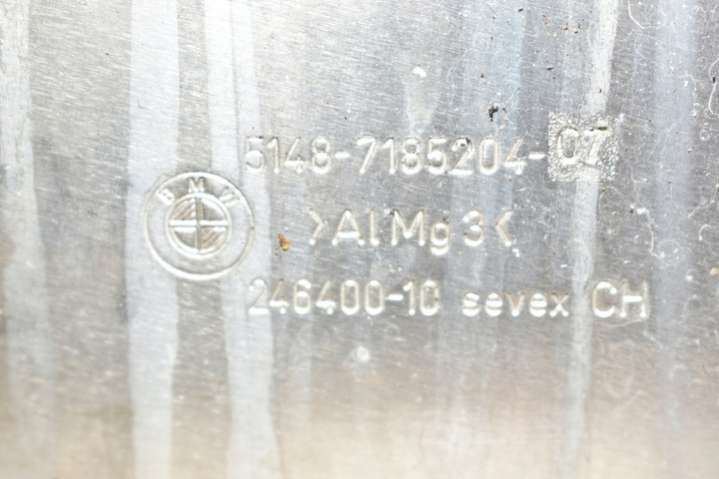 5148-7185204-07
BMW
>AlMg3<
246400-10 sevex CH